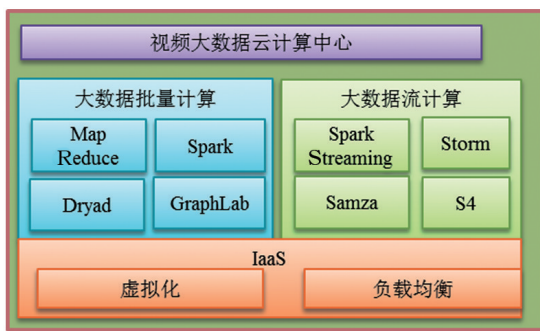 视频大数据云计算中心
大数据批量计算
大数据流计算
Map
Reduce
Spark
Spark
Streaming
Storm
Dryad
GraphLab
Samza
S4
IaaS
虚拟化
负载均衡